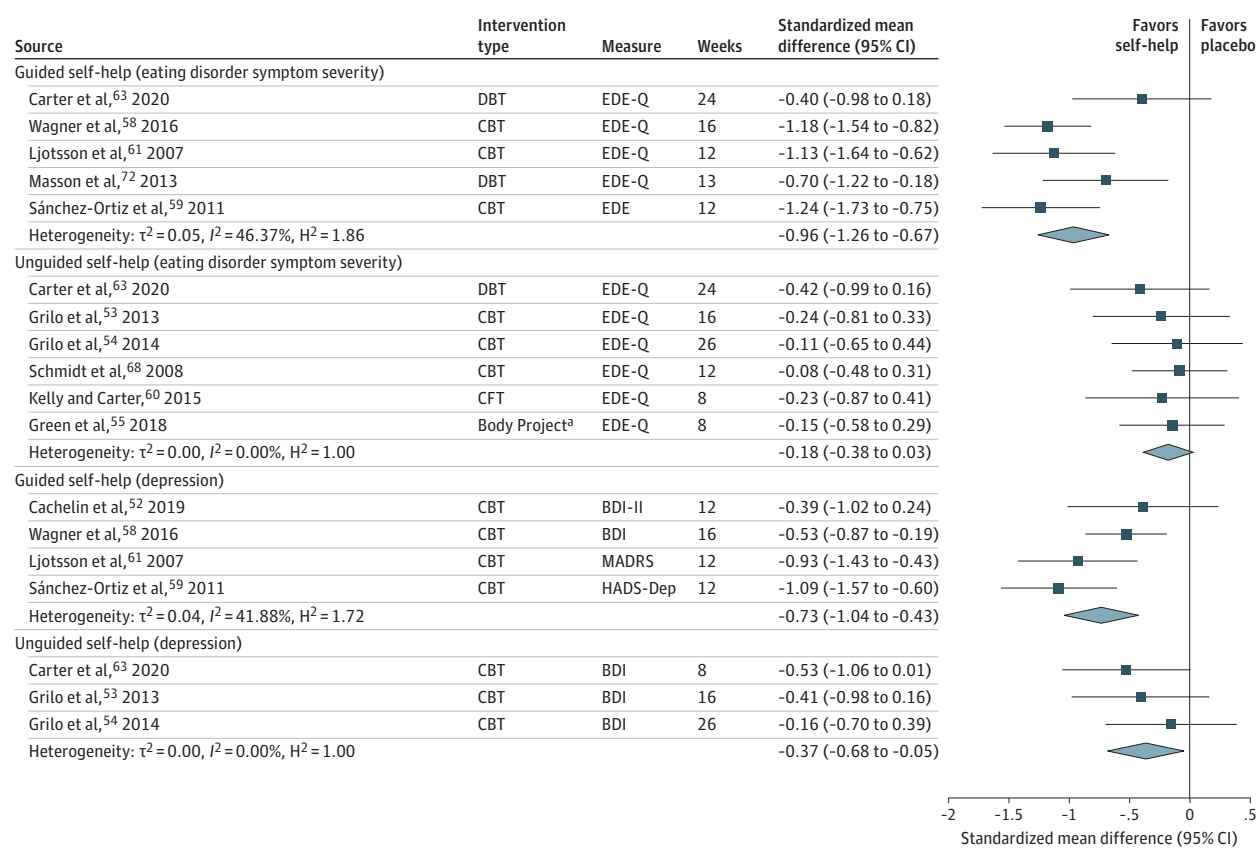 Source Intervention type Measure Weeks Standardized mean difference (95% CI) Favors self-help Favors placebo
Guided self-help (eating disorder symptom severity)
Carter et al,63 2020 DBT EDE-Q 24 -0.40 (-0.98 to 0.18)
Wagner et al,58 2016 CBT EDE-Q 16 -1.18 (-1.54 to -0.82)
Ljotsson et al,61 2007 CBT EDE-Q 12 -1.13 (-1.64 to -0.62)
Masson et al,72 2013 DBT EDE-Q 13 -0.70 (-1.22 to -0.18)
Sánchez-Ortiz et al,59 2011 CBT EDE 12 -1.24 (-1.73 to -0.75)
Heterogeneity: τ2 = 0.05, I2 = 46.37%, H2 = 1.86 -0.96 (-1.26 to -0.67)
Unguided self-help (eating disorder symptom severity)
Carter et al,63 2020 DBT EDE-Q 24 -0.42 (-0.99 to 0.16)
Grilo et al,53 2013 CBT EDE-Q 16 -0.24 (-0.81 to 0.33)
Grilo et al,54 2014 CBT EDE-Q 26 -0.11 (-0.65 to 0.44)
Schmidt et al,68 2008 CBT EDE-Q 12 -0.08 (-0.48 to 0.31)
Kelly and Carter,60 2015 CFT EDE-Q 8 -0.23 (-0.87 to 0.41)
Green et al,55 2018 Body Projecta EDE-Q 8 -0.15 (-0.58 to 0.29)
Heterogeneity: τ2 = 0.00, I2 = 0.00%, H2 = 1.00 -0.18 (-0.38 to 0.03)
Guided self-help (depression)
Cachelin et al,52 2019 CBT BDI-II 12 -0.39 (-1.02 to 0.24)
Wagner et al,58 2016 CBT BDI 16 -0.53 (-0.87 to -0.19)
Ljotsson et al,61 2007 CBT MADRS 12 -0.93 (-1.43 to -0.43)
Sánchez-Ortiz et al,59 2011 CBT HADS-Dep 12 -1.09 (-1.57 to -0.60)
Heterogeneity: τ2 = 0.04, I2 = 41.88%, H2 = 1.72 -0.73 (-1.04 to -0.43)
Unguided self-help (depression)
Carter et al,63 2020 CBT BDI 8 -0.53 (-1.06 to 0.01)
Grilo et al,53 2013 CBT BDI 16 -0.41 (-0.98 to 0.16)
Grilo et al,54 2014 CBT BDI 26 -0.16 (-0.70 to 0.39)
Heterogeneity: τ2 = 0.00, I2 = 0.00%, H2 = 1.00 -0.37 (-0.68 to -0.05)
-2 -1.5 -1 -.5 0 .5
Standardized mean difference (95% CI)